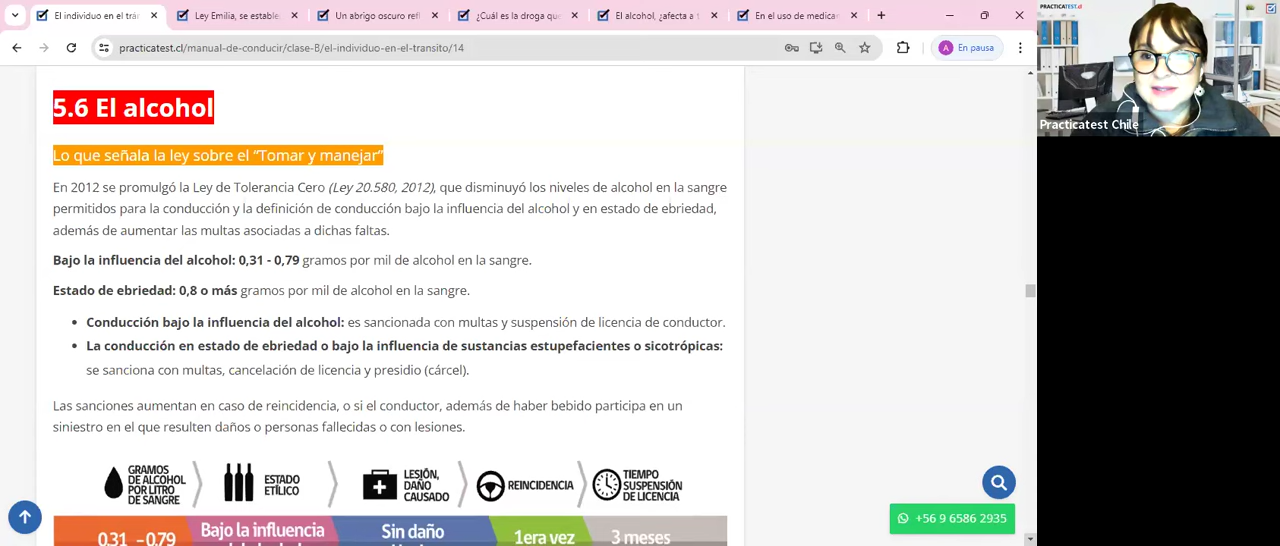 El individuo en el trán
Ley Emilia, se estable
Un abrigo oscuro refl
¿Cuál es la droga que
El alcohol, ¿afecta a t
En el uso de medicar
practicatest.cl/manual-de-conducir/clase-B/el-individuo-en-el-transito/14
A En pausa
PRACTICATEST.cl
Practicatest Chile
5.6 El alcohol
Lo que señala la ley sobre el “Tomar y manejar”
En 2012 se promulgó la Ley de Tolerancia Cero (Ley 20.580, 2012), que disminuyó los niveles de alcohol en la sangre
permitidos para la conducción y la definición de conducción bajo la influencia del alcohol y en estado de ebriedad,
además de aumentar las multas asociadas a dichas faltas.
Bajo la influencia del alcohol: 0,31 - 0,79 gramos por mil de alcohol en la sangre.
Estado de ebriedad: 0,8 o más gramos por mil de alcohol en la sangre.
• Conducción bajo la influencia del alcohol: es sancionada con multas y suspensión de licencia de conductor.
• La conducción en estado de ebriedad o bajo la influencia de sustancias estupefacientes o sicotrópicas:
se sanciona con multas, cancelación de licencia y presidio (cárcel).
Las sanciones aumentan en caso de reincidencia, o si el conductor, además de haber bebido participa en un
siniestro en el que resulten daños o personas fallecidas o con lesiones.
GRAMOS
DE ALCOHOL
POR LITRO
DE SANGRE
ESTADO
ETÍLICO
LESIÓN,
DAÑO
CAUSADO
REINCIDENCIA
TIEMPO
SUSPENSIÓN
DE LICENCIA
0,31 – 0,79
Bajo la influencia
Sin daño
1era vez
3 meses
+56 9 6586 2935